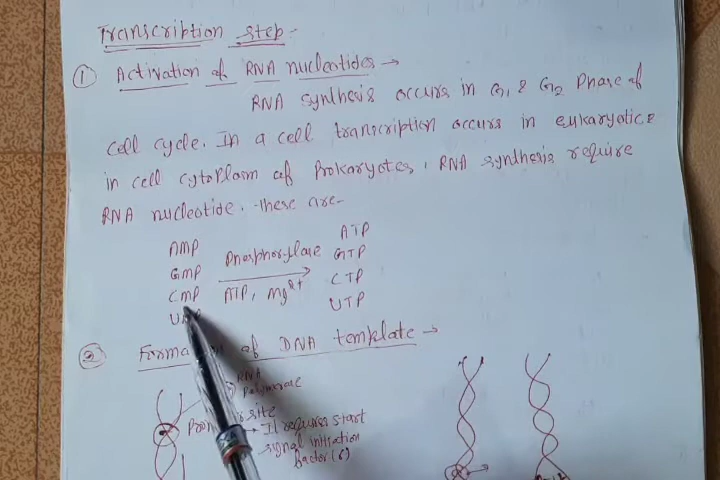 Transcription step -
① Activation of RNA nucleotides →
RNA synthesis occurs in G1 & G2 Phase of
cell cycle. In a cell transcription occurs in eukaryotic &
in cell cytoplasm of Prokaryotes, RNA synthesis require
RNA nucleotide. These are-
AMP
GMP
CMP
Phosphorylase
ATP, Mg2+
ATP
GTP
CTP
UTP
② of DNA template →
RNA
Polymerase
site
→ It requires start
signal initiation
factor